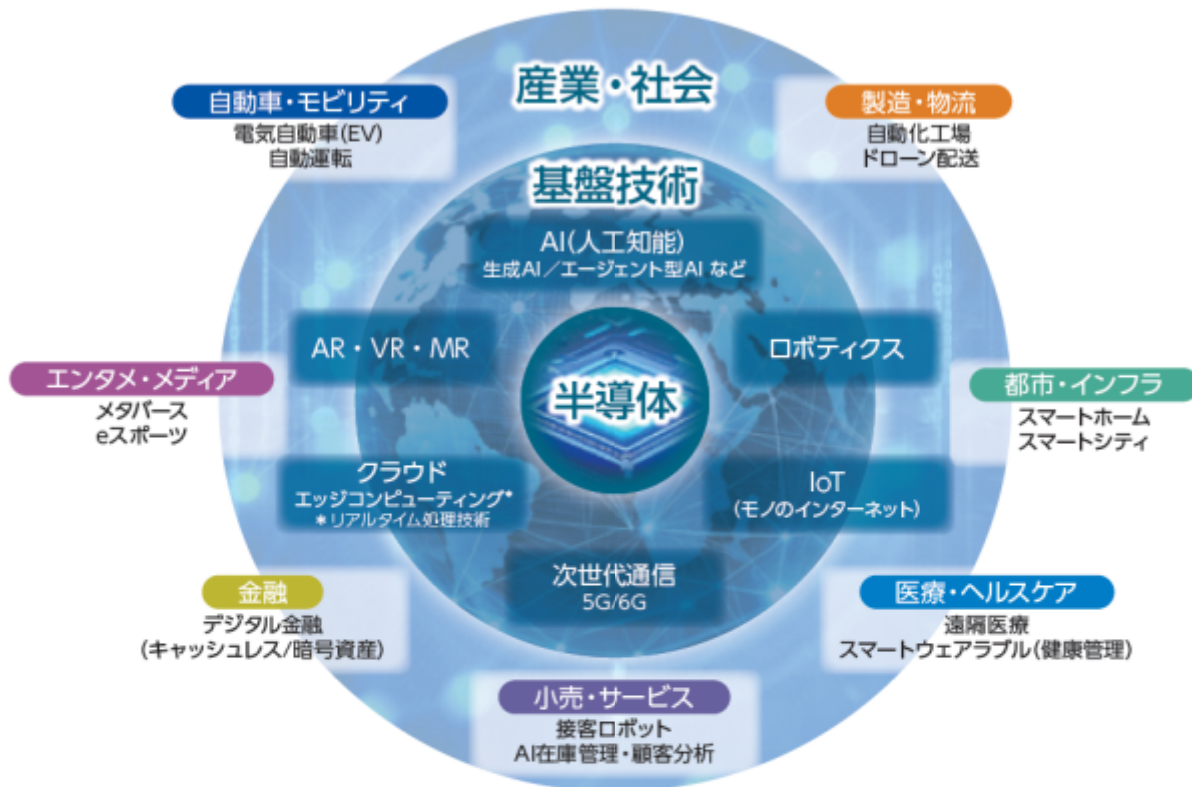 産業・社会
自動車・モビリティ
電気自動車(EV)
自動運転
製造・物流
自動化工場
ドローン配送
基盤技術
AI(人工知能)
生成AI／エージェント型AI など
AR・VR・MR
ロボティクス
エンタメ・メディア
メタバース
eスポーツ
半導体
都市・インフラ
スマートホーム
スマートシティ
クラウド
エッジコンピューティング*
*リアルタイム処理技術
IoT
(モノのインターネット)
次世代通信
5G/6G
金融
デジタル金融
(キャッシュレス/暗号資産)
医療・ヘルスケア
遠隔医療
スマートウェアラブル(健康管理)
小売・サービス
接客ロボット
AI在庫管理・顧客分析